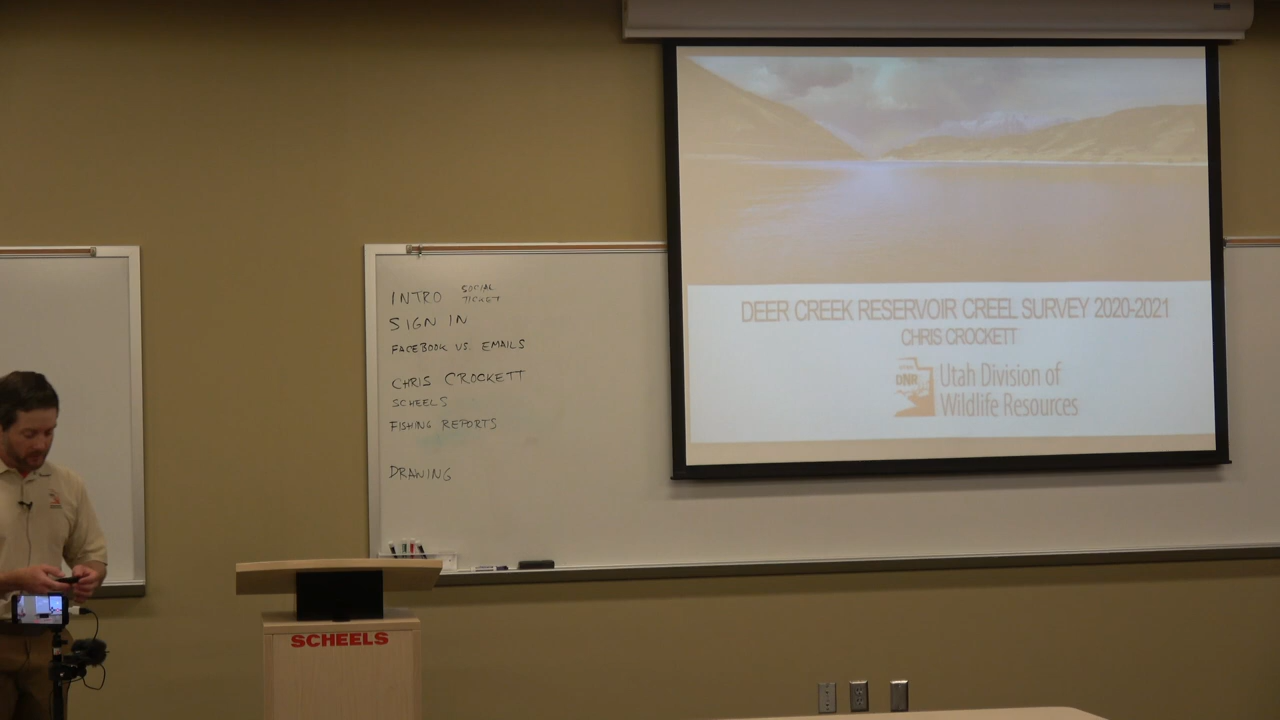 INTRO SOCIAL TICKET
SIGN IN
FACEBOOK VS. EMAILS
CHRIS CROCKETT
SCHEELS
FISHING REPORTS
DRAWING
DEER CREEK RESERVOIR CREEL SURVEY 2020-2021
CHRIS CROCKETT
DNR
Utah Division of
Wildlife Resources
SCHEELS